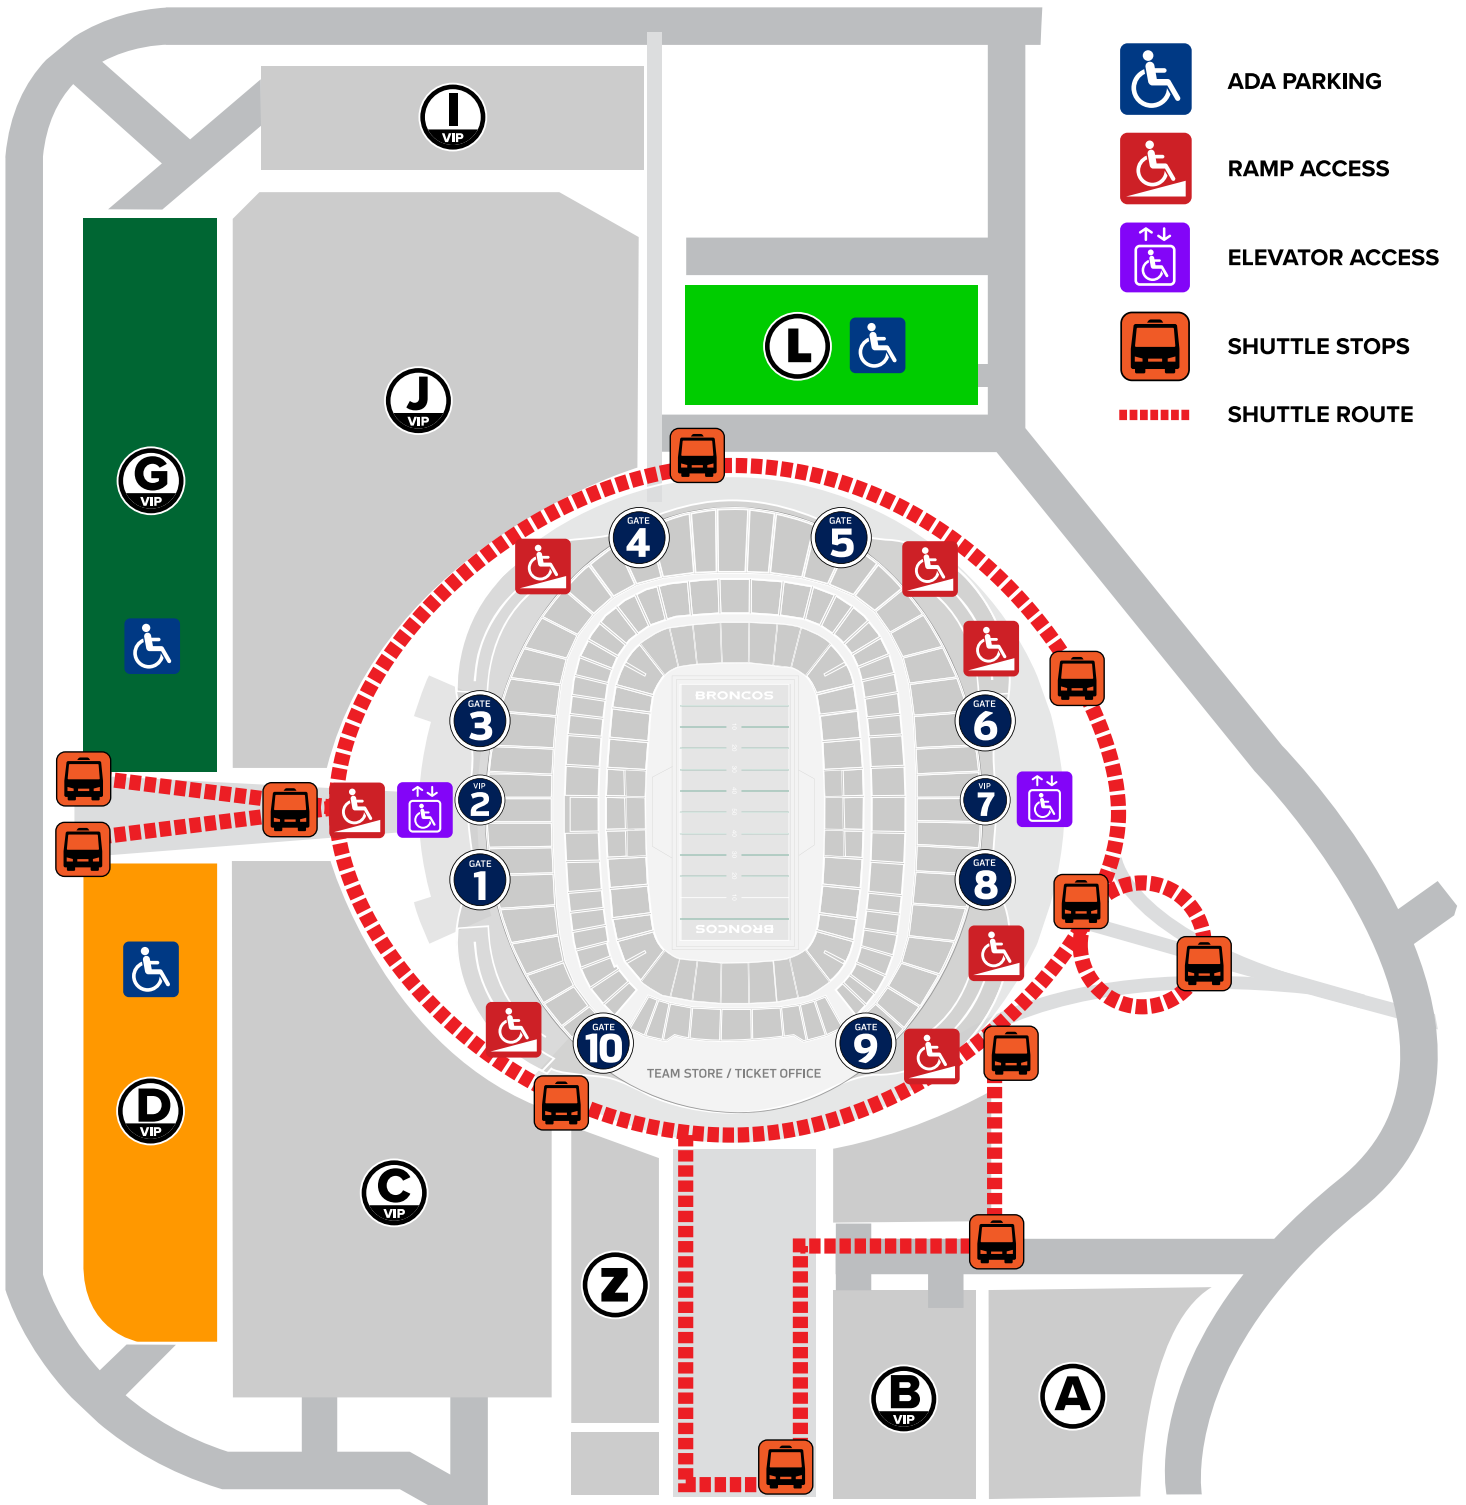 ADA PARKING
RAMP ACCESS
ELEVATOR ACCESS
SHUTTLE STOPS
SHUTTLE ROUTE
I
VIP
L
J
VIP
G
VIP
GATE
4
GATE
5
BRONCOS
GATE
3
GATE
6
VIP
2
VIP
7
GATE
1
GATE
8
BRONCOS
GATE
10
GATE
9
TEAM STORE / TICKET OFFICE
D
VIP
C
VIP
Z
B
VIP
A